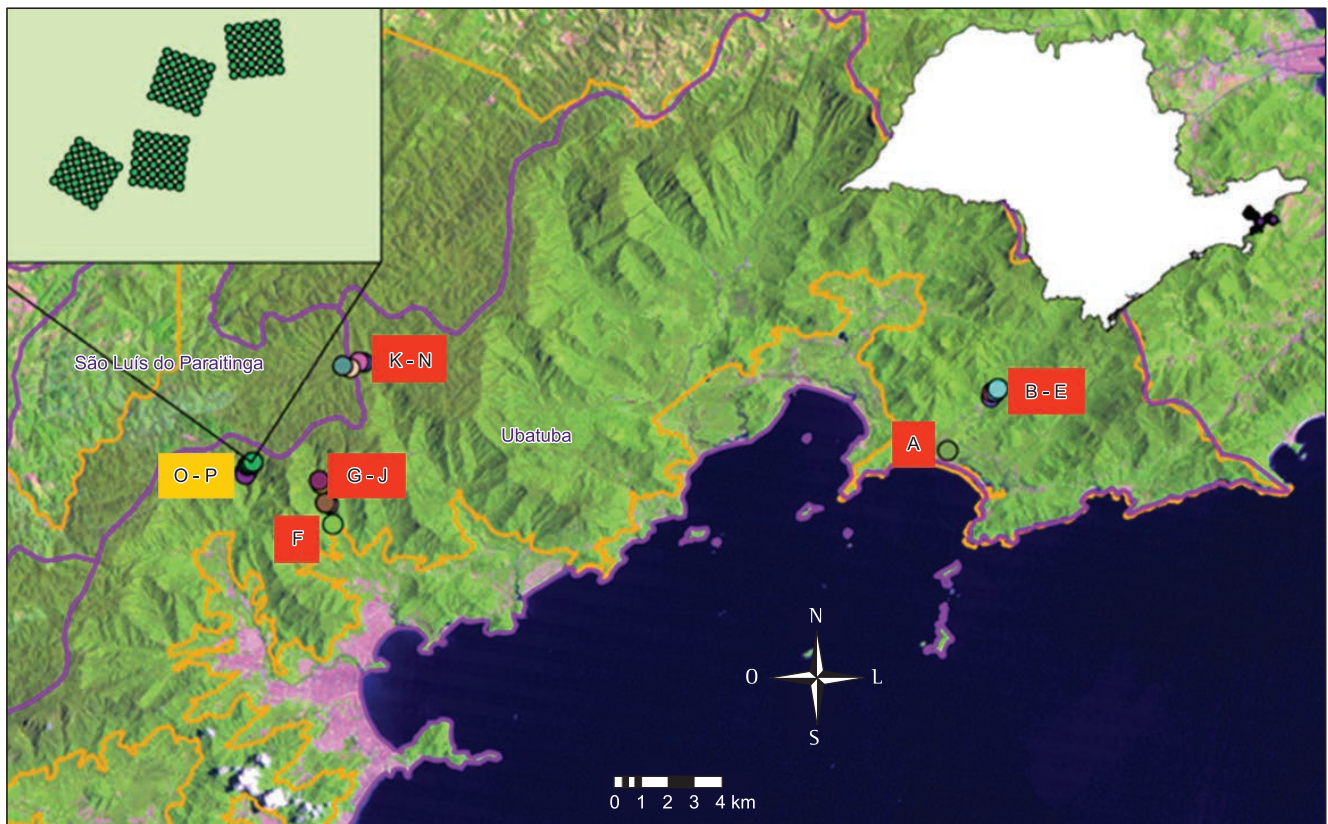 São Luís do Paraitinga
K - N
B - E
Ubatuba
A
O - P
G - J
F
N
O
L
S
0 1 2 3 4 km